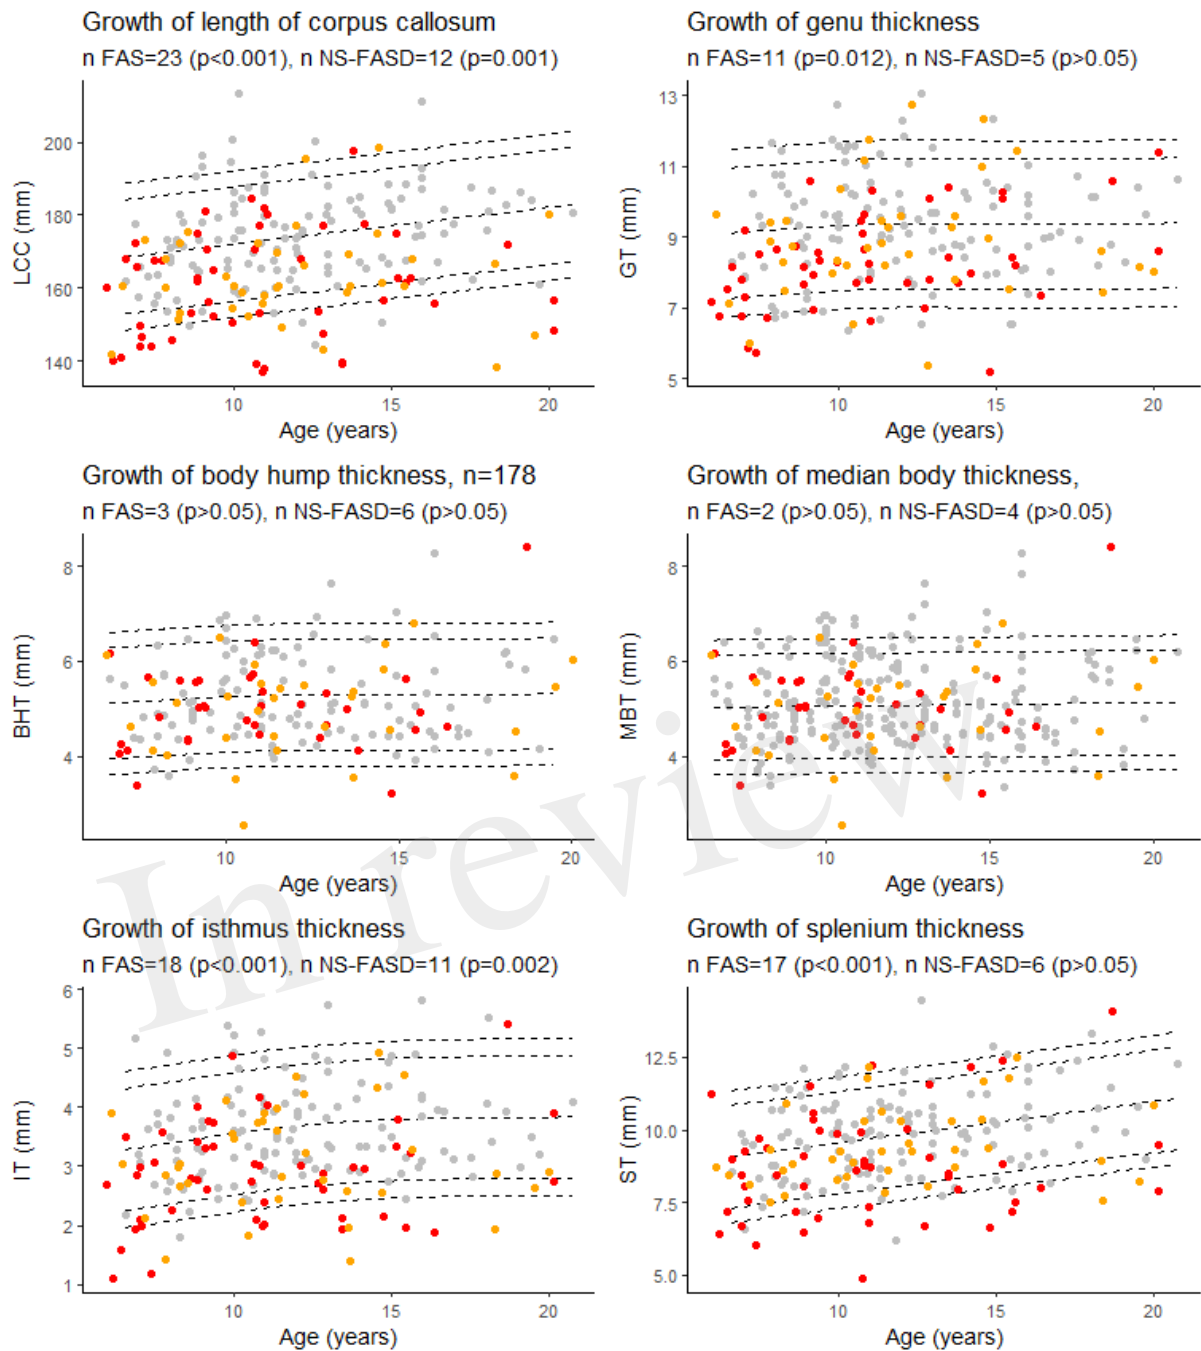 Growth of length of corpus callosum
n FAS=23 (p<0.001), n NS-FASD=12 (p=0.001)
200
180
160
140
LCC (mm)
10
15
20
Age (years)
Growth of genu thickness
n FAS=11 (p=0.012), n NS-FASD=5 (p>0.05)
13
11
9
7
5
GT (mm)
10
15
20
Age (years)
Growth of body hump thickness, n=178
n FAS=3 (p>0.05), n NS-FASD=6 (p>0.05)
8
6
4
BHT (mm)
10
15
20
Age (years)
Growth of median body thickness,
n FAS=2 (p>0.05), n NS-FASD=4 (p>0.05)
8
6
4
MBT (mm)
10
15
20
Age (years)
Growth of isthmus thickness
n FAS=18 (p<0.001), n NS-FASD=11 (p=0.002)
6
5
4
3
2
1
IT (mm)
10
15
20
Age (years)
Growth of splenium thickness
n FAS=17 (p<0.001), n NS-FASD=6 (p>0.05)
12.5
10.0
7.5
5.0
ST (mm)
10
15
20
Age (years)
In review